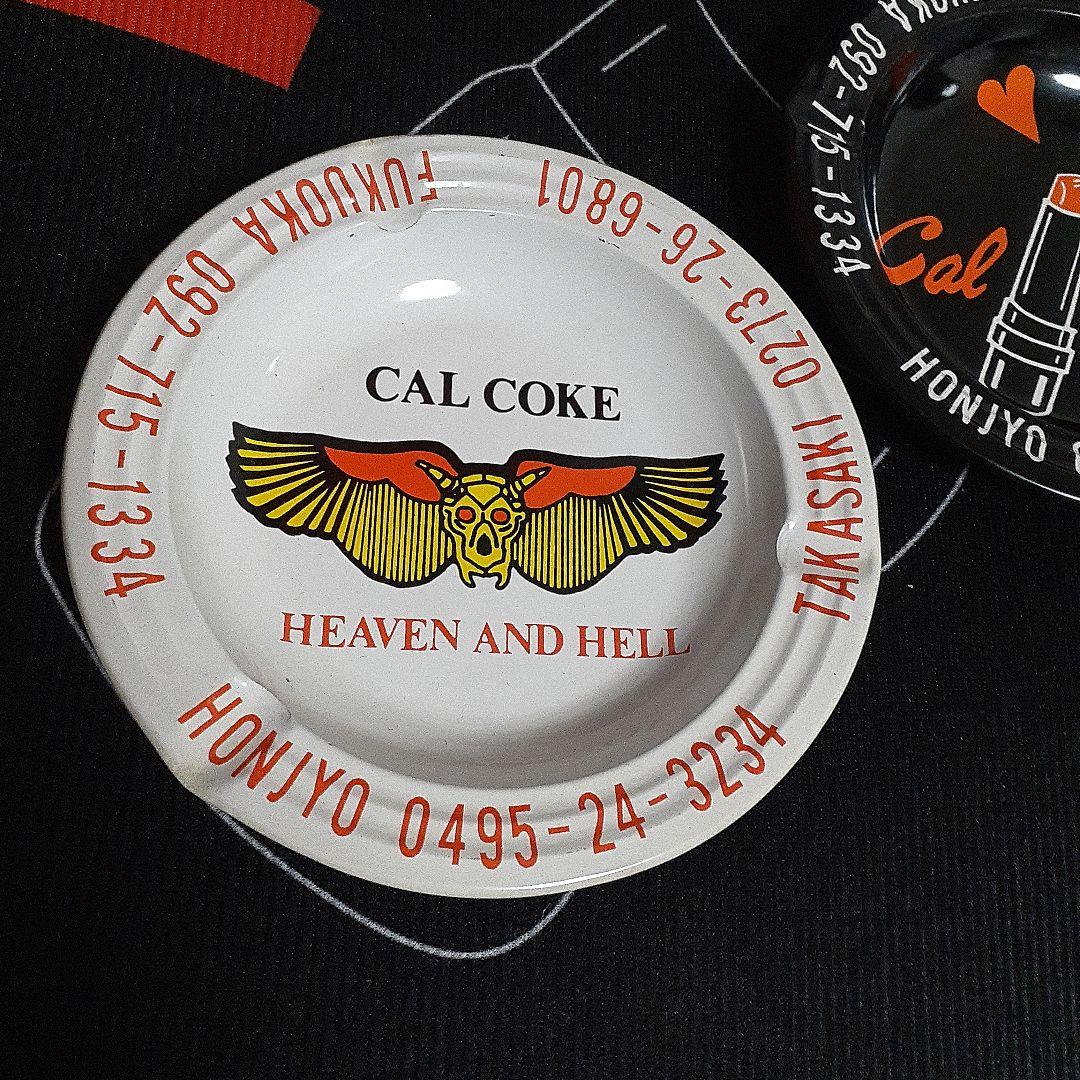 CAL COKE
HEAVEN AND HELL
FUKUOKA 092-715-1334
HONJYO 0495-24-3234
TAKASAKI 0273-26-6801
092-715-1334
Cal
HONJYO